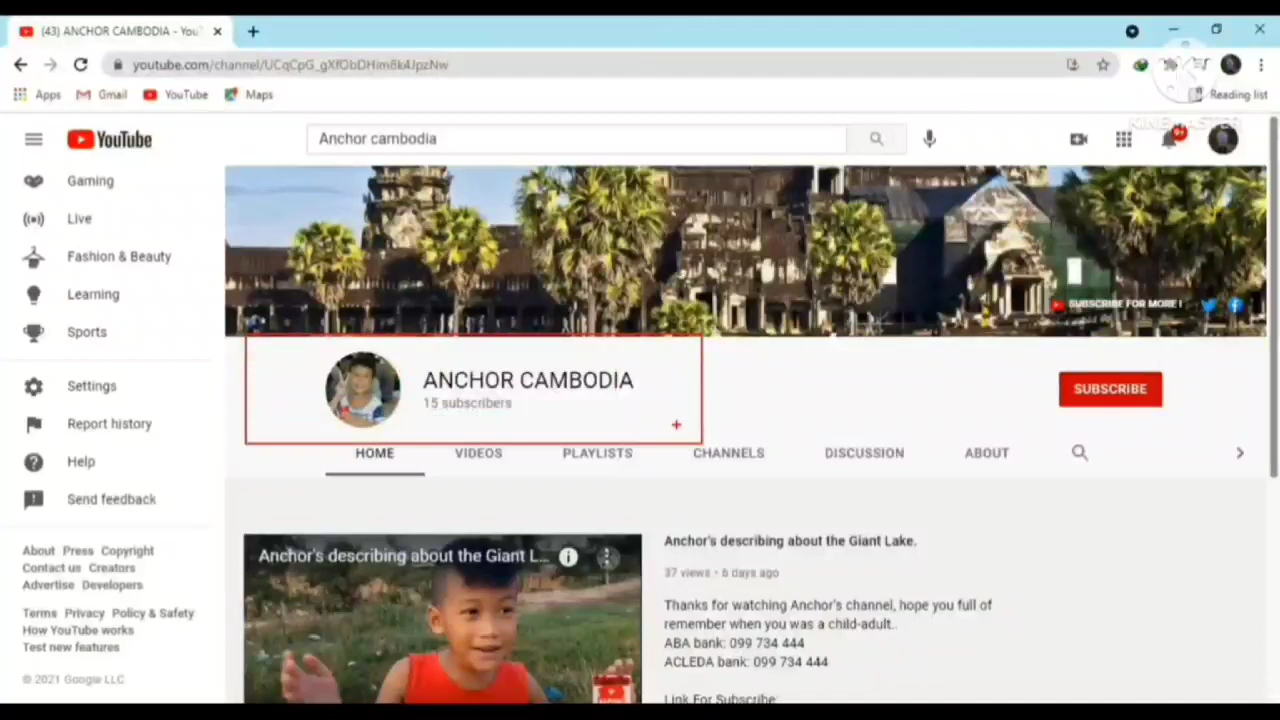 (43) ANCHOR CAMBODIA - You
youtube.com/channel/
Apps Gmail YouTube Maps Reading list
KINEMASTER
YouTube Anchor cambodia 9+
Gaming
Live
Fashion & Beauty
Learning
Sports
Settings
Report history
Help
Send feedback
About Press Copyright
Contact us Creators
Advertise Developers
Terms Privacy Policy & Safety
How YouTube works
Test new features
© 2021 Google LLC
SUBSCRIBE FOR MORE !
ANCHOR CAMBODIA
15 subscribers
SUBSCRIBE
HOME VIDEOS PLAYLISTS CHANNELS DISCUSSION ABOUT
Anchor's describing about the Giant L...
Anchor's describing about the Giant Lake.
37 views • 6 days ago
Thanks for watching Anchor's channel, hope you full of
remember when you was a child-adult..
ABA bank: 099 734 444
ACLEDA bank: 099 734 444
Link For Subscribe: